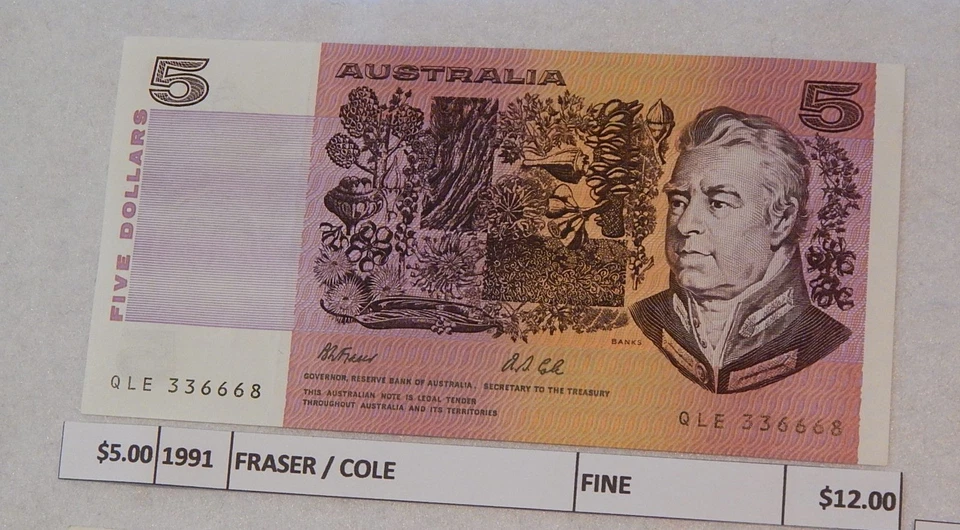 5
AUSTRALIA
5
FIVE DOLLARS
BANKS
GOVERNOR, RESERVE BANK OF AUSTRALIA, SECRETARY TO THE TREASURY
THIS AUSTRALIAN NOTE IS LEGAL TENDER
THROUGHOUT AUSTRALIA AND ITS TERRITORIES
QLE 336668
QLE 336668
$5.00 1991 FRASER / COLE FINE $12.00